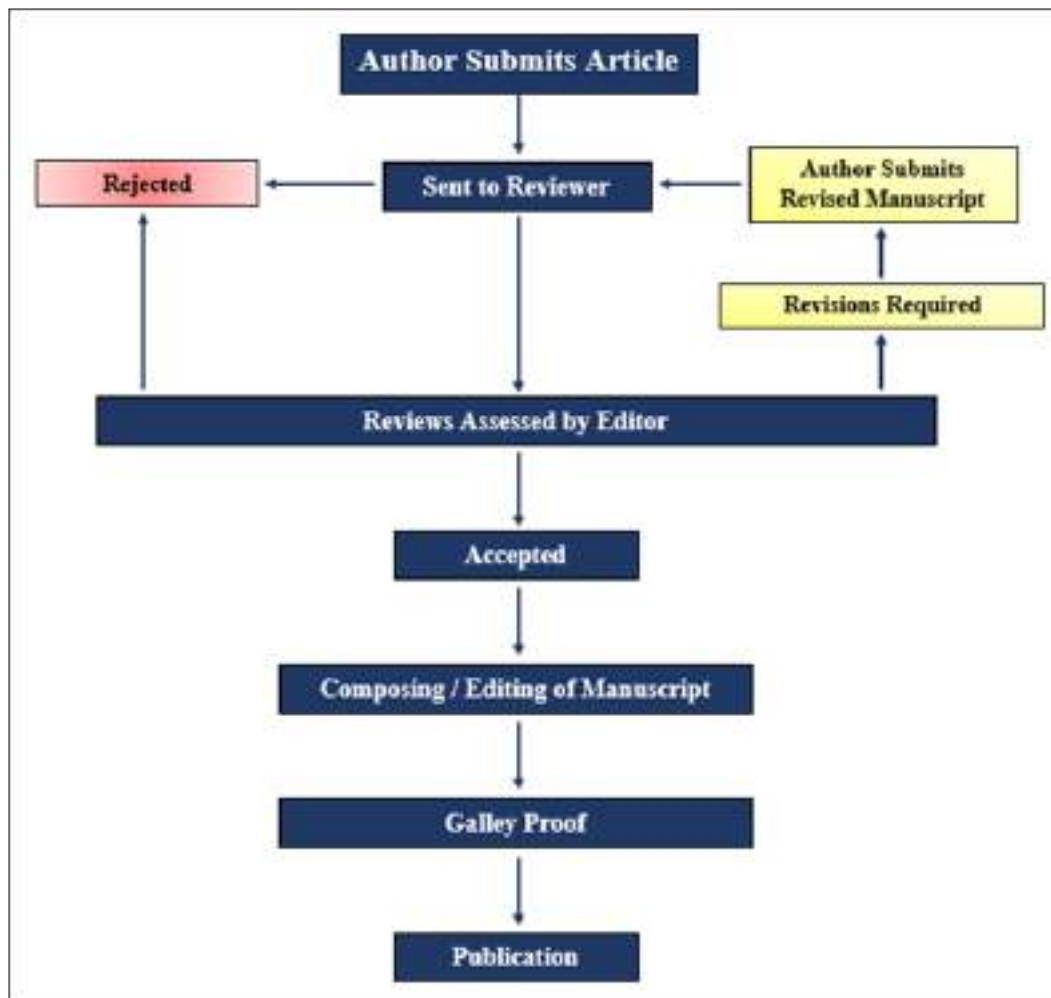 Author Submits Article
Rejected
Sent to Reviewer
Author Submits
Revised Manuscript
Revisions Required
Reviews Assessed by Editor
Accepted
Composing / Editing of Manuscript
Galley Proof
Publication